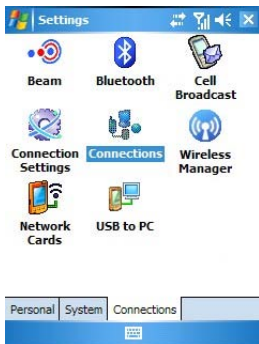 Settings
Beam Bluetooth Cell
Broadcast
Connection Connections Wireless
Settings Manager
Network USB to PC
Cards
Personal System Connections